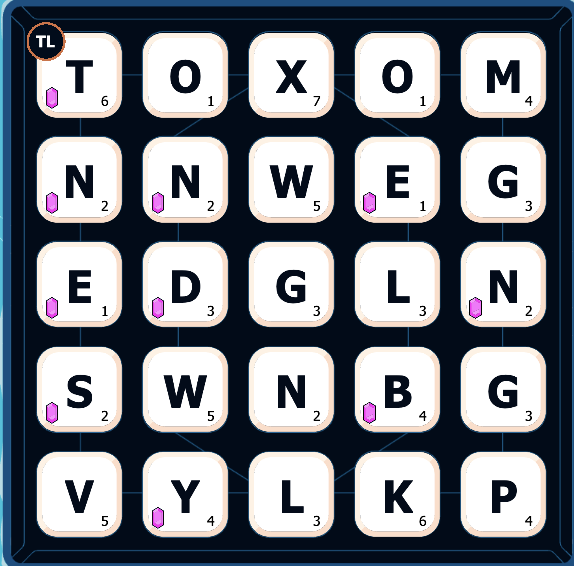 TL
T 6 O 1 X 7 O 1 M 4
N 2 N 2 W 5 E 1 G 3
E 1 D 3 G 3 L 3 N 2
S 2 W 5 N 2 B 4 G 3
V 5 Y 4 L 3 K 6 P 4